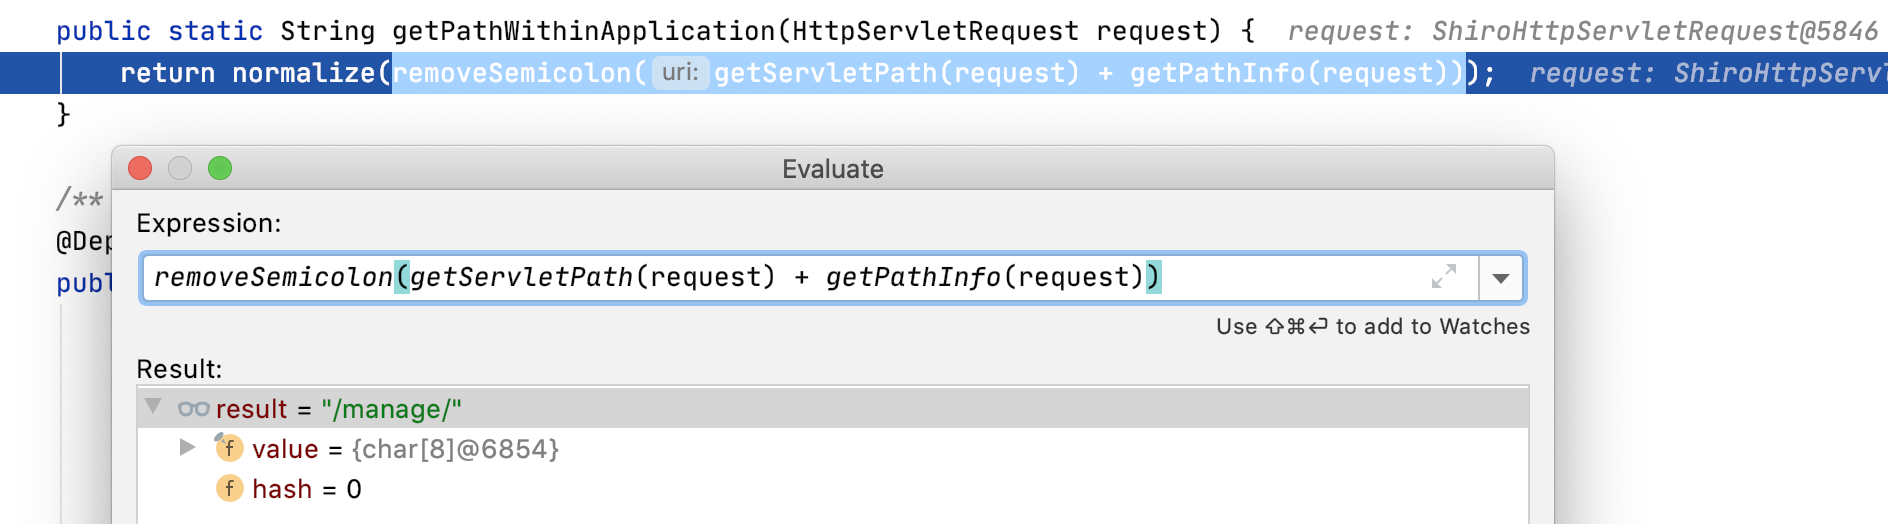 public static String getPathWithinApplication(HttpServletRequest request) { request: ShiroHttpServletRequest@5846
return normalize(removeSemicolon( uri: getServletPath(request) + getPathInfo(request))); request: ShiroHttpServl
}
/**
@Dep
publ
Evaluate
Expression:
removeSemicolon(getServletPath(request) + getPathInfo(request))
Use ⇧⌘⏎ to add to Watches
Result:
result = "/manage/"
f value = {char[8]@6854}
f hash = 0